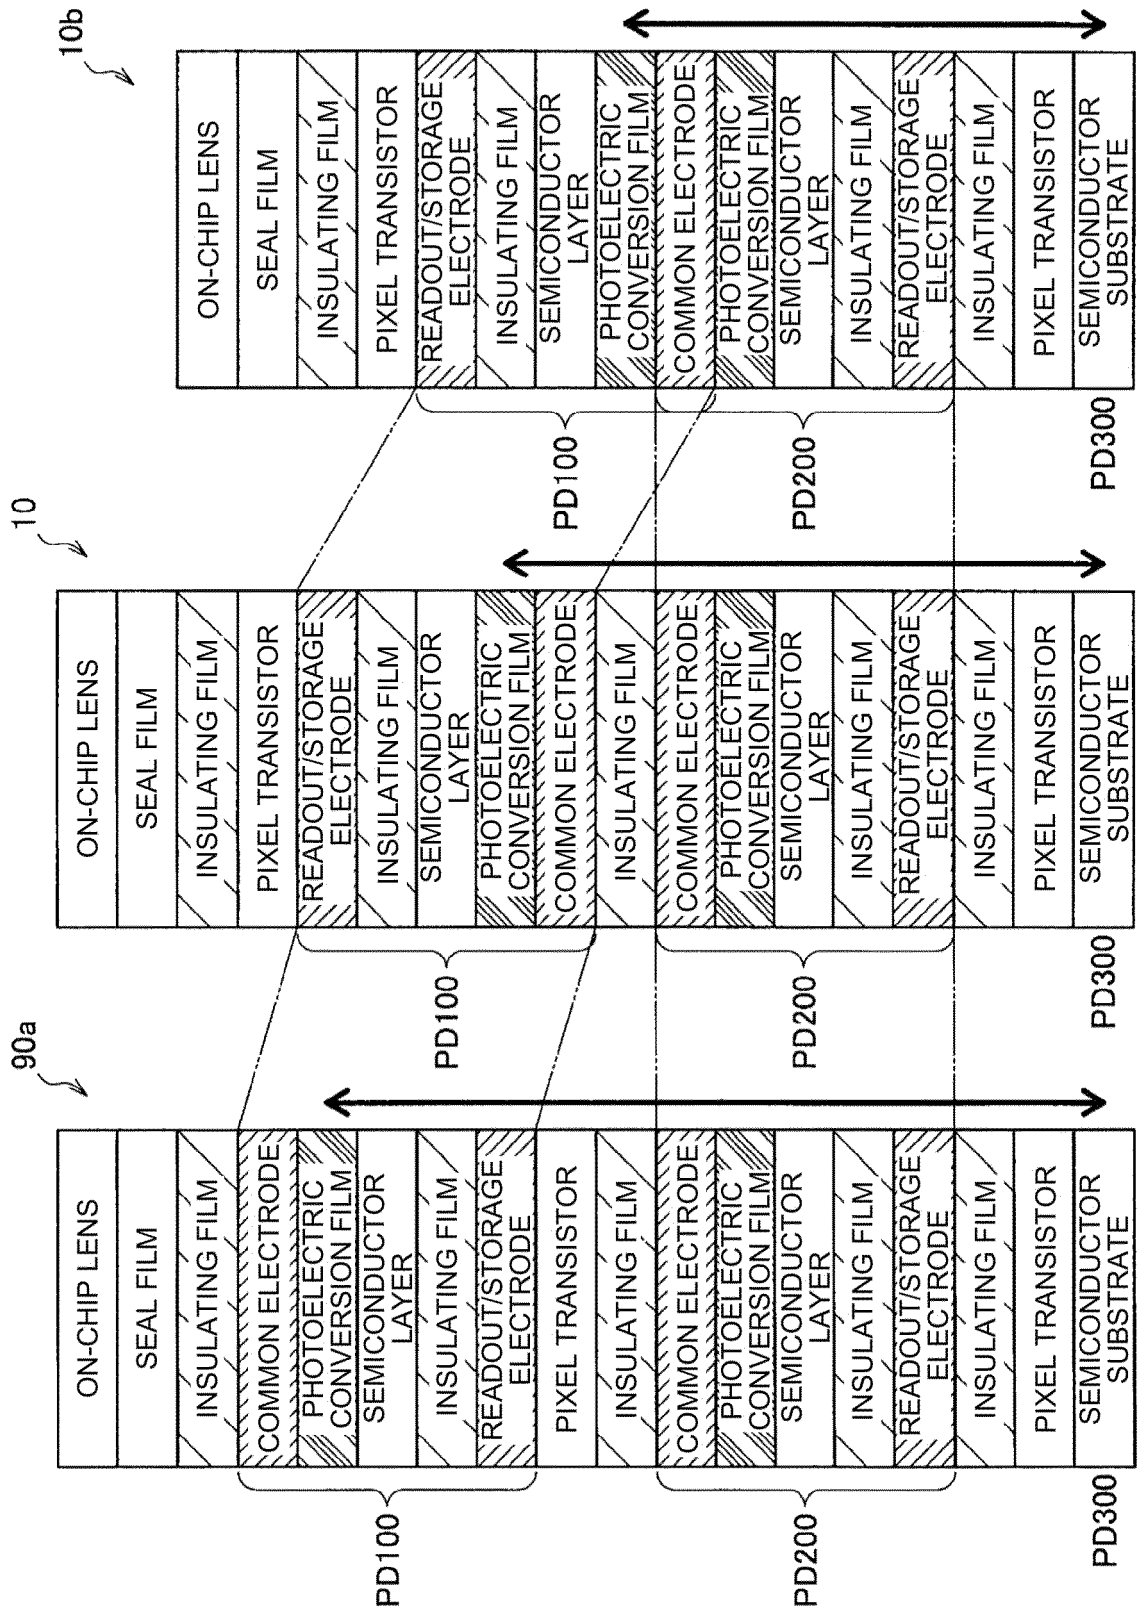 90a
ON-CHIP LENS
SEAL FILM
INSULATING FILM
COMMON ELECTRODE
PHOTOELECTRIC
CONVERSION FILM
SEMICONDUCTOR
LAYER
INSULATING FILM
READOUT/STORAGE
ELECTRODE
PIXEL TRANSISTOR
INSULATING FILM
COMMON ELECTRODE
PHOTOELECTRIC
CONVERSION FILM
SEMICONDUCTOR
LAYER
INSULATING FILM
READOUT/STORAGE
ELECTRODE
INSULATING FILM
PIXEL TRANSISTOR
SEMICONDUCTOR
SUBSTRATE
PD100
PD200
PD300
10
ON-CHIP LENS
SEAL FILM
INSULATING FILM
PIXEL TRANSISTOR
READOUT/STORAGE
ELECTRODE
INSULATING FILM
SEMICONDUCTOR
LAYER
PHOTOELECTRIC
CONVERSION FILM
COMMON ELECTRODE
INSULATING FILM
COMMON ELECTRODE
PHOTOELECTRIC
CONVERSION FILM
SEMICONDUCTOR
LAYER
INSULATING FILM
READOUT/STORAGE
ELECTRODE
INSULATING FILM
PIXEL TRANSISTOR
SEMICONDUCTOR
SUBSTRATE
PD100
PD200
PD300
10b
ON-CHIP LENS
SEAL FILM
INSULATING FILM
PIXEL TRANSISTOR
READOUT/STORAGE
ELECTRODE
INSULATING FILM
SEMICONDUCTOR
LAYER
PHOTOELECTRIC
CONVERSION FILM
COMMON ELECTRODE
PHOTOELECTRIC
CONVERSION FILM
SEMICONDUCTOR
LAYER
INSULATING FILM
READOUT/STORAGE
ELECTRODE
INSULATING FILM
PIXEL TRANSISTOR
SEMICONDUCTOR
SUBSTRATE
PD100
PD200
PD300